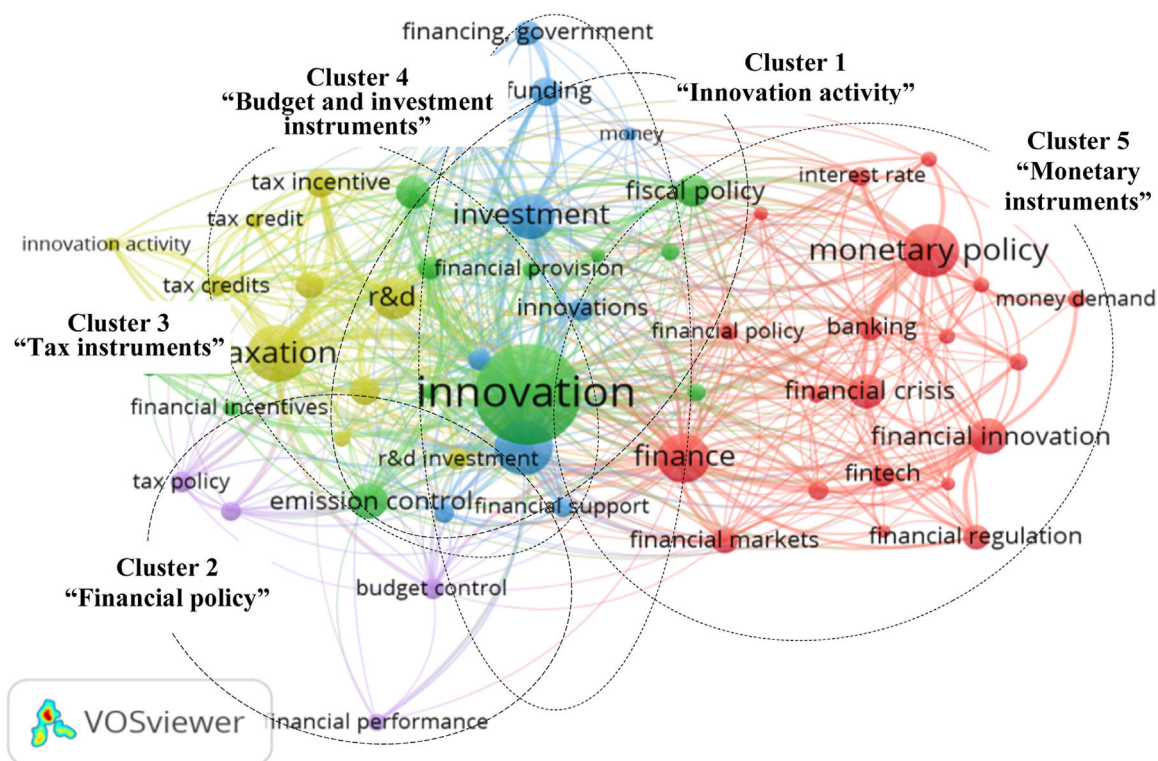 financing, government
Cluster 4
“Budget and investment
instruments”
funding
Cluster 1
“Innovation activity”
money
Cluster 5
“Monetary
instruments”
tax incentive
fiscal policy
interest rate
tax credit
investment
innovation activity
monetary policy
financial provision
tax credits
r&d
innovations
money demand
Cluster 3
“Tax instruments”
financial policy
banking
axation
innovation
financial crisis
financial incentives
financial innovation
r&d investment
finance
fintech
tax policy
emission control
financial support
financial markets
financial regulation
Cluster 2
“Financial policy”
budget control
VOSviewer
financial performance